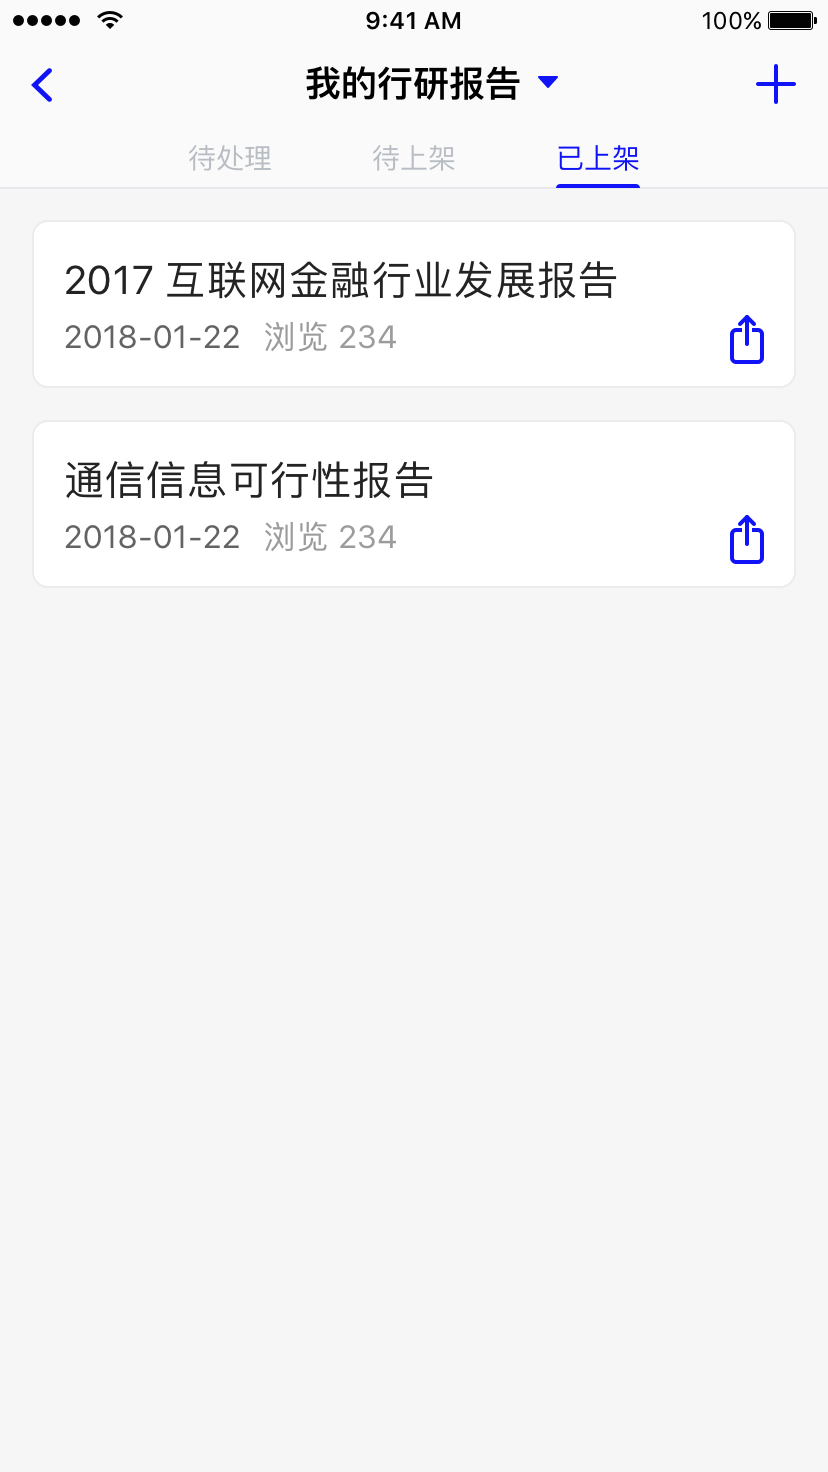 9:41 AM
100%
我的行研报告
待处理 待上架 已上架
2017 互联网金融行业发展报告
2018-01-22 浏览 234
通信信息可行性报告
2018-01-22 浏览 234